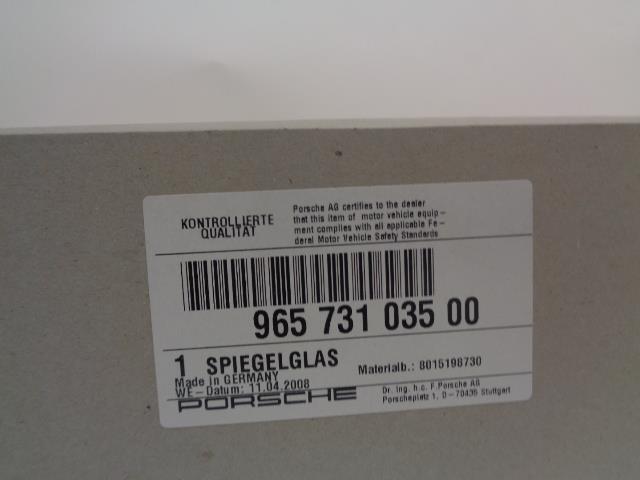 KONTROLLIERTE
QUALITÄT
Porsche AG certifies to the dealer
that this item of motor vehicle equip-
ment complies with all applicable Fe-
deral Motor Vehicle Safety Standards
965 731 035 00
1 SPIEGELGLAS
Materialb.: 8015198730
Made in GERMANY
WE-Datum: 11.04.2008
PORSCHE
Dr. Ing. h.c. F.Porsche AG
Porscheplatz 1, D-70435 Stuttgart